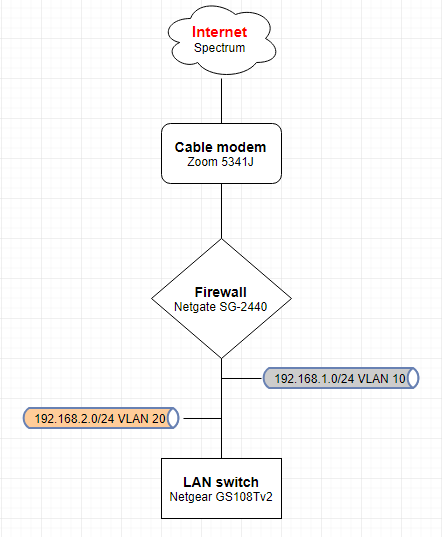 Internet
Spectrum
Cable modem
Zoom 5341J
Firewall
Netgate SG-2440
192.168.1.0/24 VLAN 10
192.168.2.0/24 VLAN 20
LAN switch
Netgear GS108Tv2